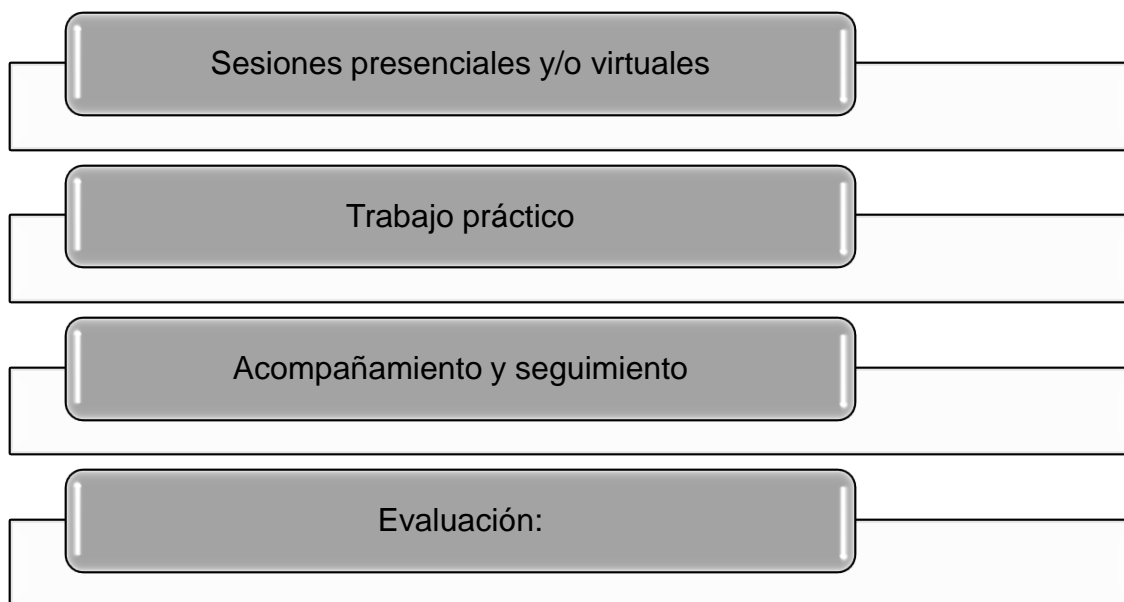 Sesiones presenciales y/o virtuales
Trabajo práctico
Acompañamiento y seguimiento
Evaluación: